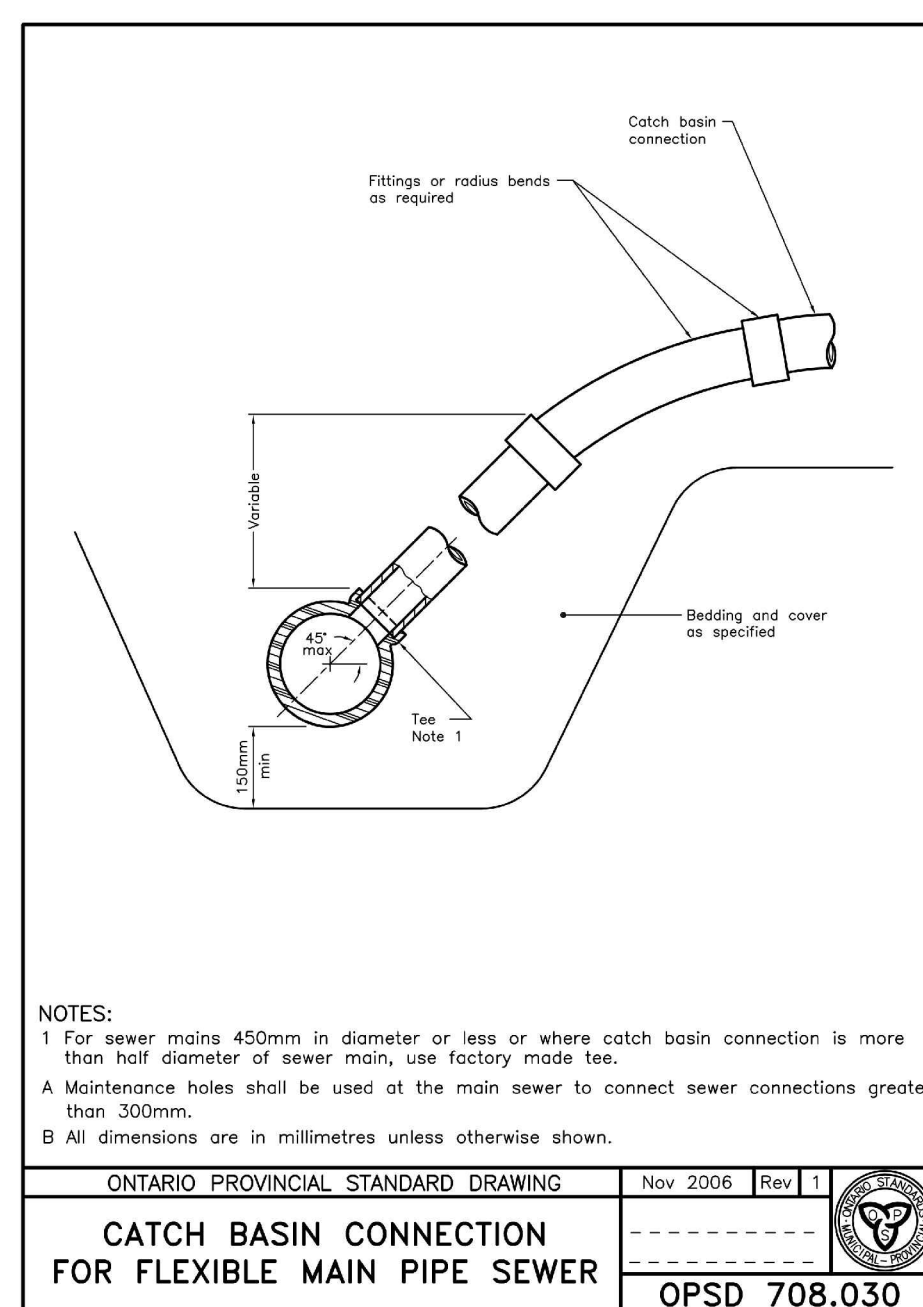 Catch basin
connection
Fittings or radius bends
as required
Variable
45°
max
Bedding and cover
as specified
Tee
Note 1
150mm
min
NOTES:
1 For sewer mains 450mm in diameter or less or where catch basin connection is more
than half diameter of sewer main, use factory made tee.
A Maintenance holes shall be used at the main sewer to connect sewer connections greate
than 300mm.
B All dimensions are in millimetres unless otherwise shown.
ONTARIO PROVINCIAL STANDARD DRAWING
Nov 2006 Rev 1
CATCH BASIN CONNECTION
FOR FLEXIBLE MAIN PIPE SEWER
OPSD 708.030
O P S